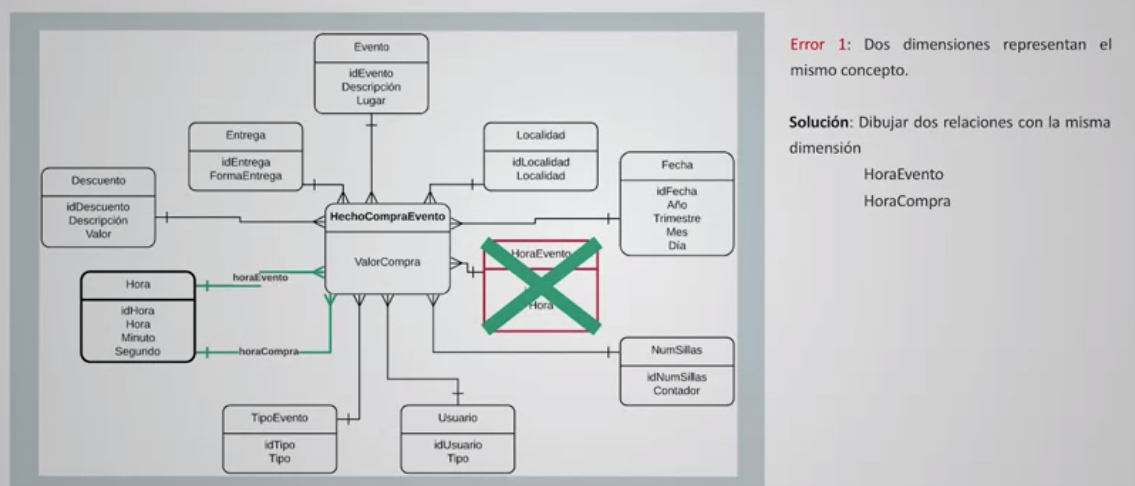 Evento
idEvento
Descripción
Lugar
Entrega
idEntrega
FormaEntrega
Localidad
idLocalidad
Localidad
Descuento
idDescuento
Descripción
Valor
HechoCompraEvento
ValorCompra
Fecha
idFecha
Año
Trimestre
Mes
Día
Hora
idHora
Hora
Minuto
Segundo
horaEvento
horaCompra
HoraEvento
Hora
NumSillas
idNumSillas
Contador
TipoEvento
idTipo
Tipo
Usuario
idUsuario
Tipo
Error 1: Dos dimensiones representan el
mismo concepto.
Solución: Dibujar dos relaciones con la misma
dimensión
HoraEvento
HoraCompra